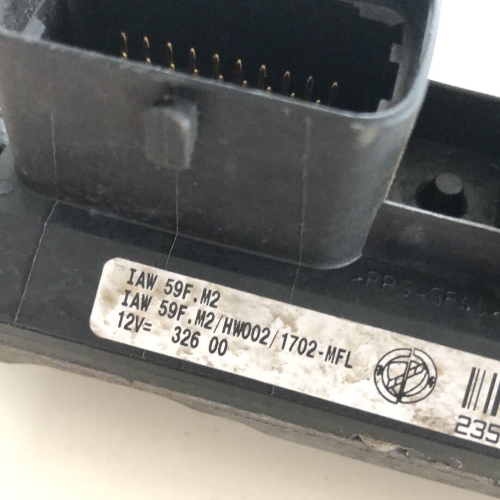 IAW 59F.M2
IAW 59F.M2/HW002/1702-MFL
12V= 326 00
235